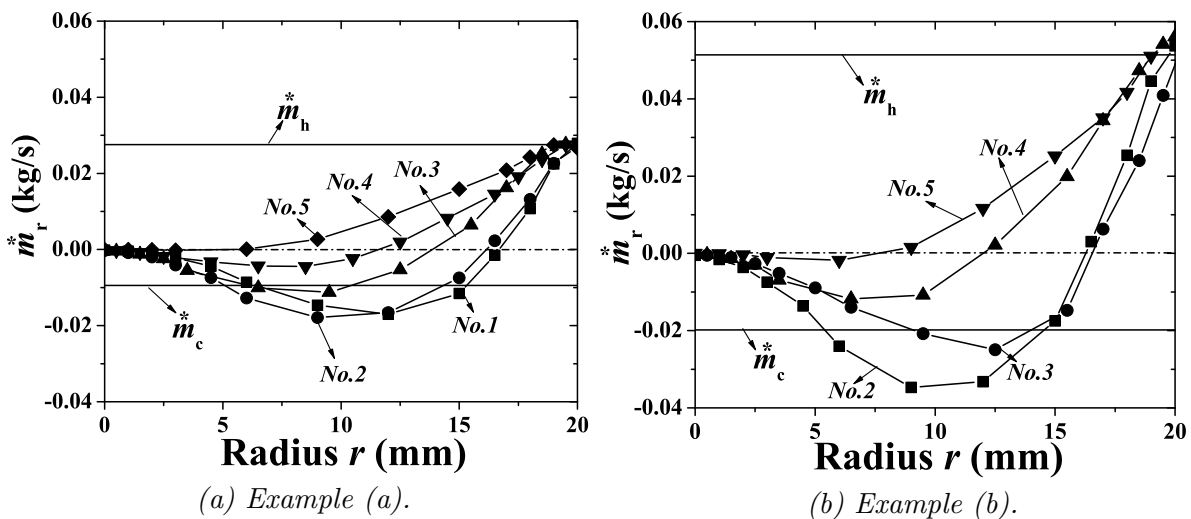 0.06
0.04
0.02
0.00
-0.02
-0.04
0
5
10
15
20
ṁ*r (kg/s)
Radius r (mm)
ṁ*h
ṁ*c
No.1
No.2
No.3
No.4
No.5
(a) Example (a).
0.06
0.04
0.02
0.00
-0.02
-0.04
0
5
10
15
20
ṁ*r (kg/s)
Radius r (mm)
ṁ*h
ṁ*c
No.2
No.3
No.4
No.5
(b) Example (b).